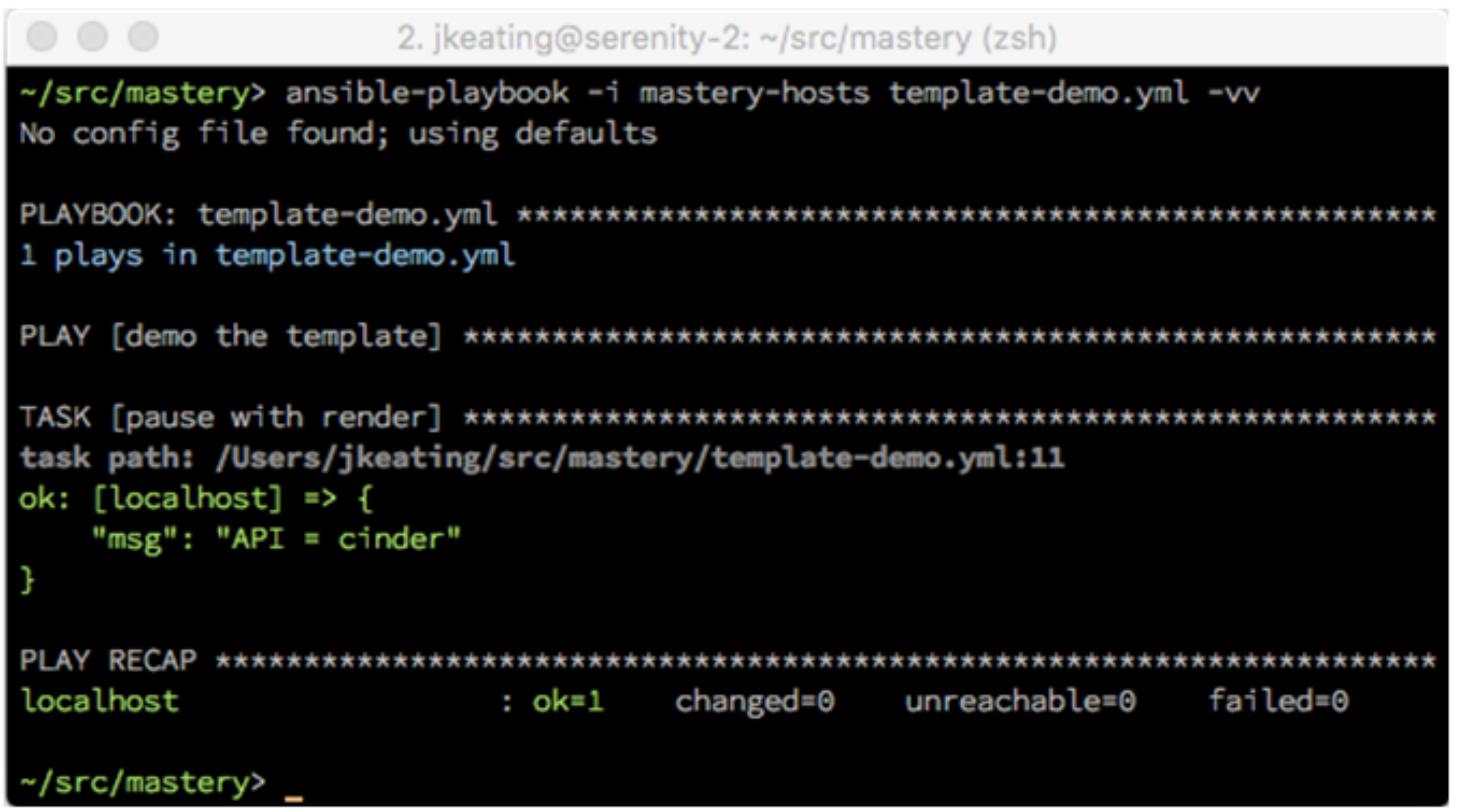 2. jkeating@serenity-2: ~/src/mastery (zsh)
~/src/mastery> ansible-playbook -i mastery-hosts template-demo.yml -vv
No config file found; using defaults
PLAYBOOK: template-demo.yml ****************************************************
1 plays in template-demo.yml
PLAY [demo the template] *******************************************************
TASK [pause with render] *******************************************************
task path: /Users/jkeating/src/mastery/template-demo.yml:11
ok: [localhost] => {
    "msg": "API = cinder"
}
PLAY RECAP *********************************************************************
localhost                  : ok=1    changed=0    unreachable=0    failed=0
~/src/mastery> _